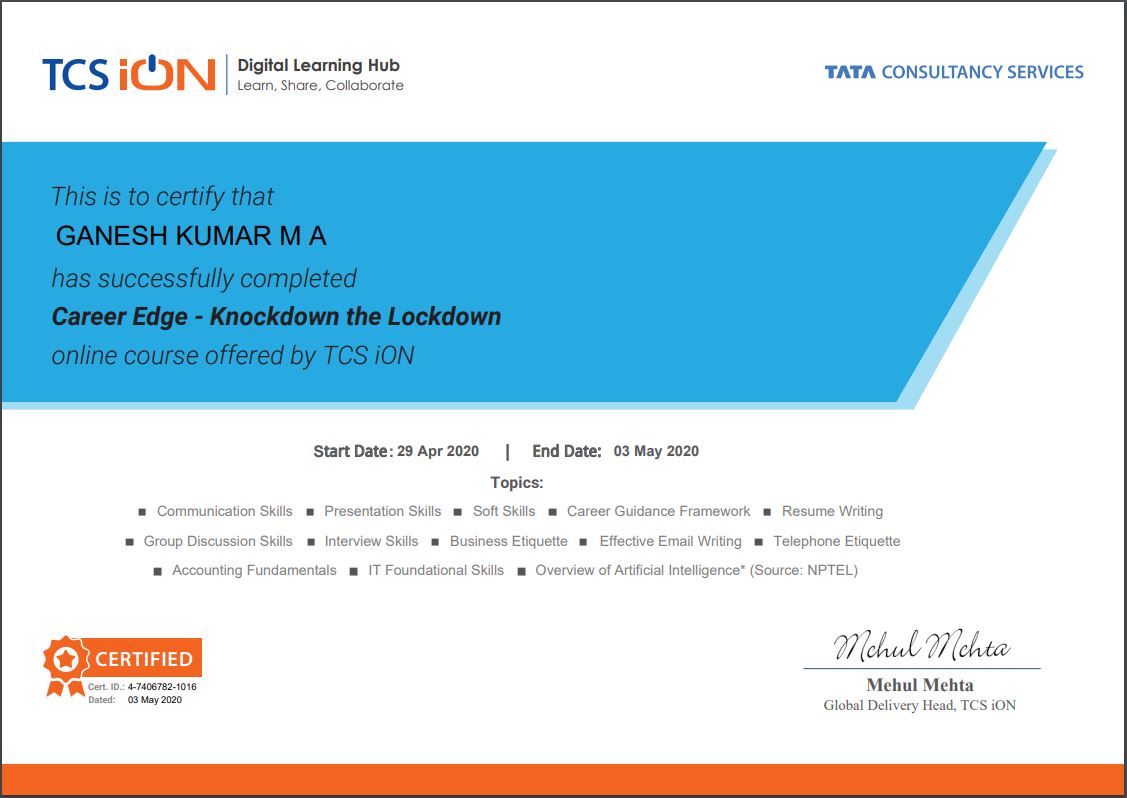 TCS iON
Digital Learning Hub
Learn, Share, Collaborate
TATA CONSULTANCY SERVICES
This is to certify that
GANESH KUMAR M A
has successfully completed
Career Edge - Knockdown the Lockdown
online course offered by TCS iON
Start Date: 29 Apr 2020 | End Date: 03 May 2020
Topics:
■ Communication Skills ■ Presentation Skills ■ Soft Skills ■ Career Guidance Framework ■ Resume Writing
■ Group Discussion Skills ■ Interview Skills ■ Business Etiquette ■ Effective Email Writing ■ Telephone Etiquette
■ Accounting Fundamentals ■ IT Foundational Skills ■ Overview of Artificial Intelligence* (Source: NPTEL)
CERTIFIED
Cert. ID.: 4-7406782-1016
Dated: 03 May 2020
Mehul Mehta
Mehul Mehta
Global Delivery Head, TCS iON